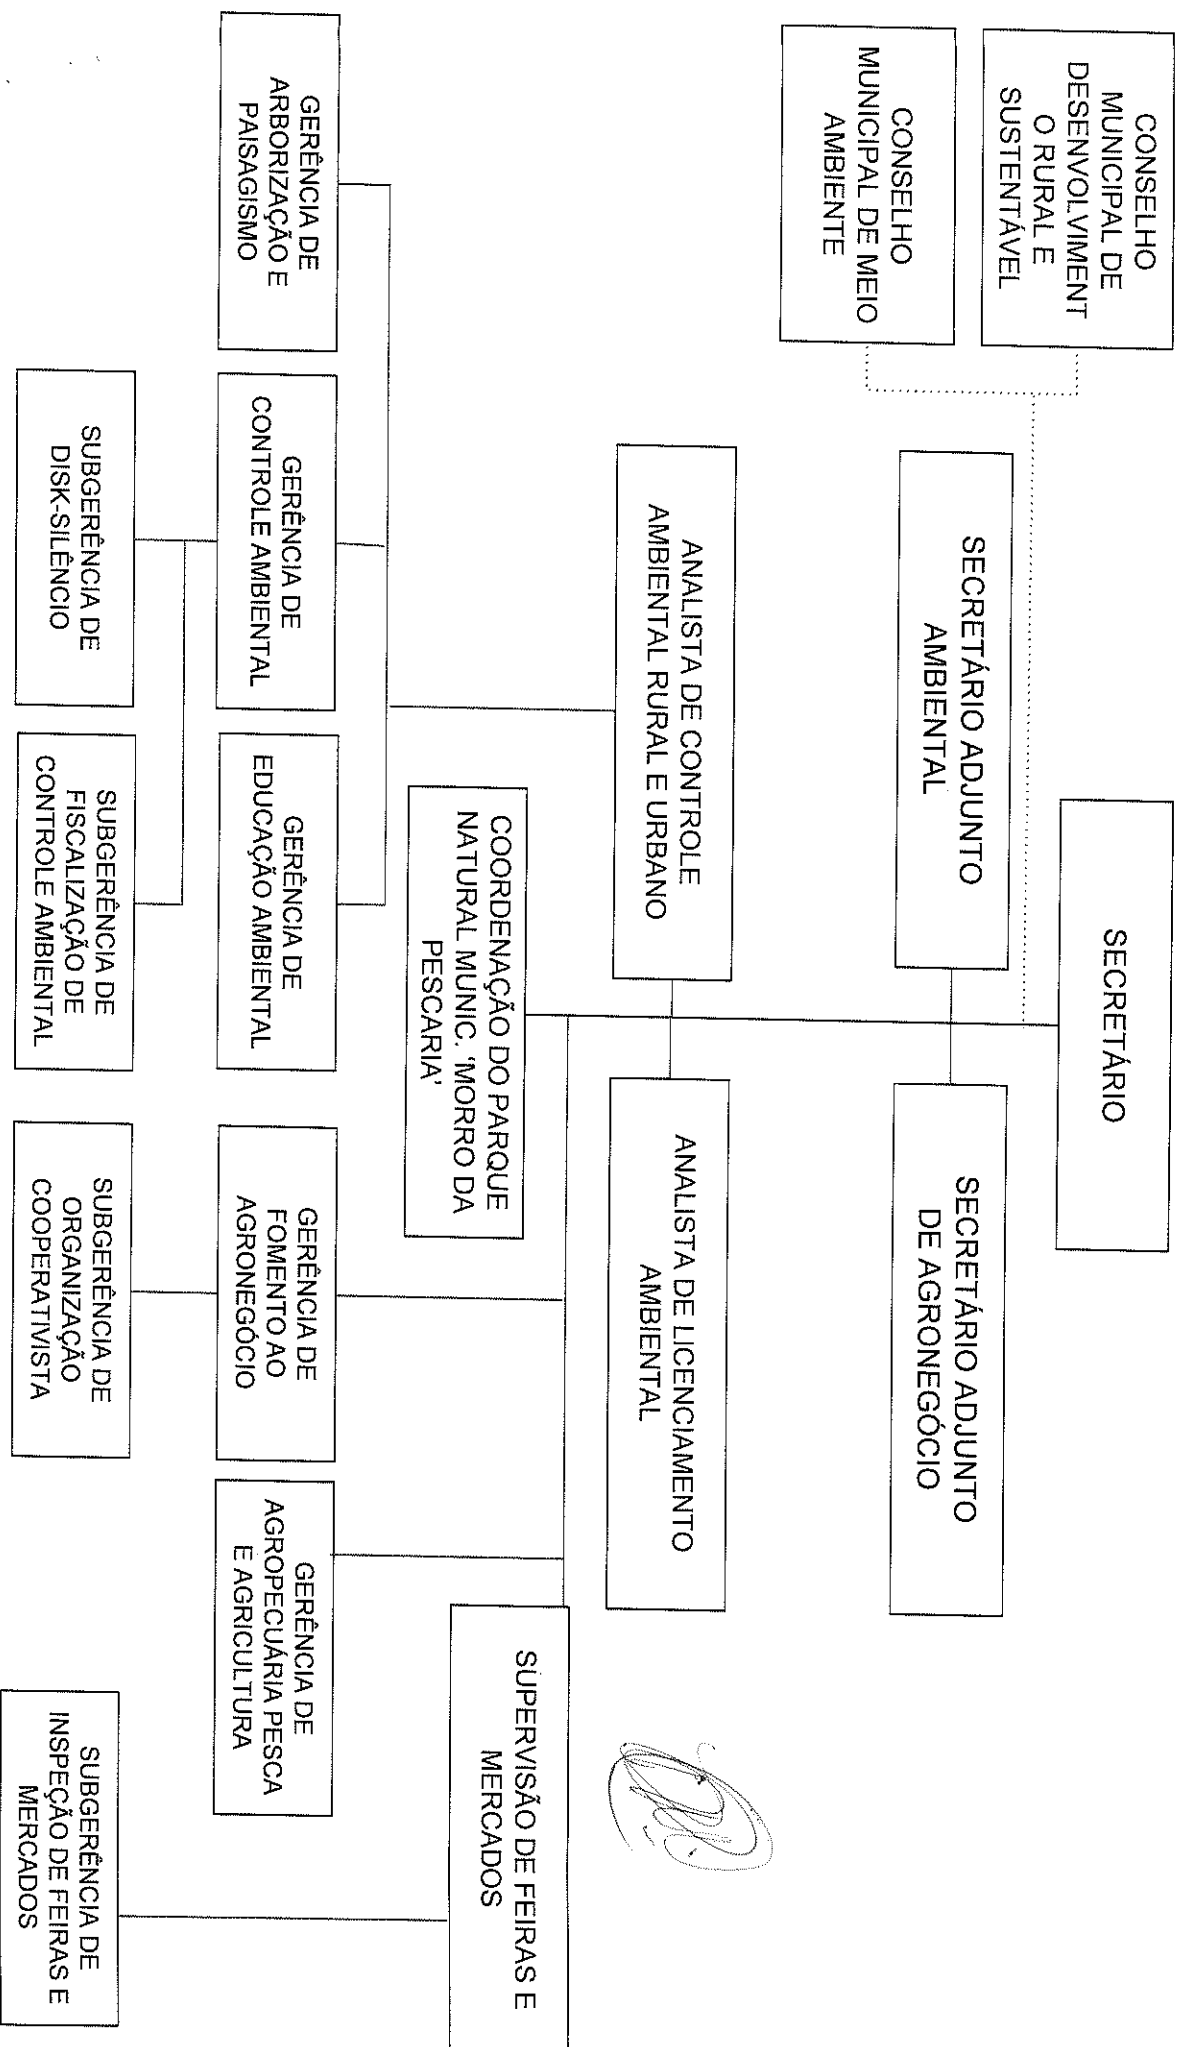 CONSELHO
MUNICIPAL DE
DESENVOLVIMENT
O RURAL E
SUSTENTÁVEL
CONSELHO
MUNICIPAL DE MEIO
AMBIENTE
SECRETÁRIO
SECRETÁRIO ADJUNTO
AMBIENTAL
SECRETÁRIO ADJUNTO
DE AGRONEGÓCIO
ANALISTA DE CONTROLE
AMBIENTAL RURAL E URBANO
ANALISTA DE LICENCIAMENTO
AMBIENTAL
COORDENAÇÃO DO PARQUE
NATURAL MUNIC. 'MORRO DA
PESCARIA'
SUPERVISÃO DE FEIRAS E
MERCADOS
GERÊNCIA DE
ARBORIZAÇÃO E
PAISAGISMO
GERÊNCIA DE
CONTROLE AMBIENTAL
GERÊNCIA DE
EDUCAÇÃO AMBIENTAL
GERÊNCIA DE
FOMENTO AO
AGRONEGÓCIO
GERÊNCIA DE
AGROPECUÁRIA PESCA
E AGRICULTURA
SUBGERÊNCIA DE
DISK-SILÊNCIO
SUBGERÊNCIA DE
FISCALIZAÇÃO DE
CONTROLE AMBIENTAL
SUBGERÊNCIA DE
ORGANIZAÇÃO
COOPERATIVISTA
SUBGERÊNCIA DE
INSPEÇÃO DE FEIRAS E
MERCADOS